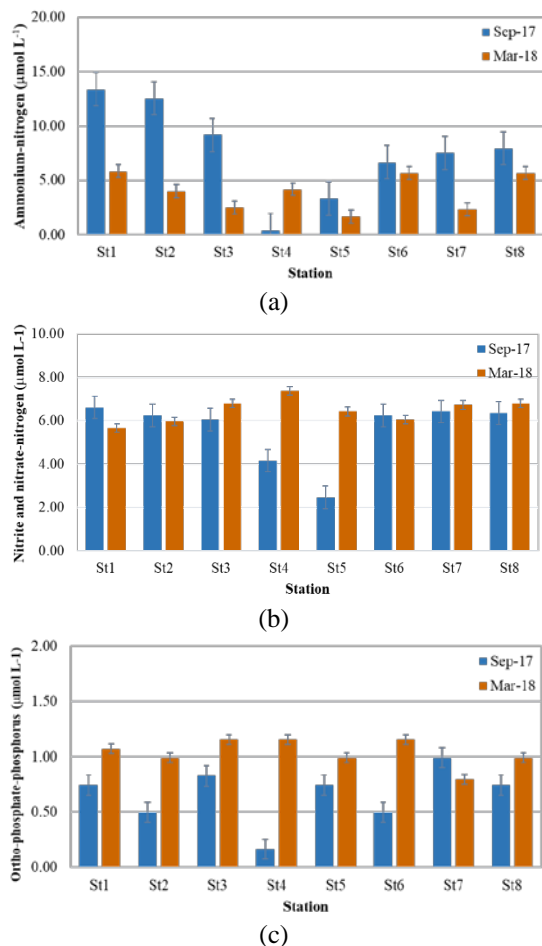 20.00
15.00
10.00
5.00
0.00
Ammonium-nitrogen (µmol L-1)
Sep-17
Mar-18
St1 St2 St3 St4 St5 St6 St7 St8
Station
(a)
10.00
8.00
6.00
4.00
2.00
0.00
Nitrite and nitrate-nitrogen (µmol L-1)
Sep-17
Mar-18
St1 St2 St3 St4 St5 St6 St7 St8
Station
(b)
2.00
1.50
1.00
0.50
0.00
Ortho-phosphate-phosphorus (µmol L-1)
Sep-17
Mar-18
St1 St2 St3 St4 St5 St6 St7 St8
Station
(c)